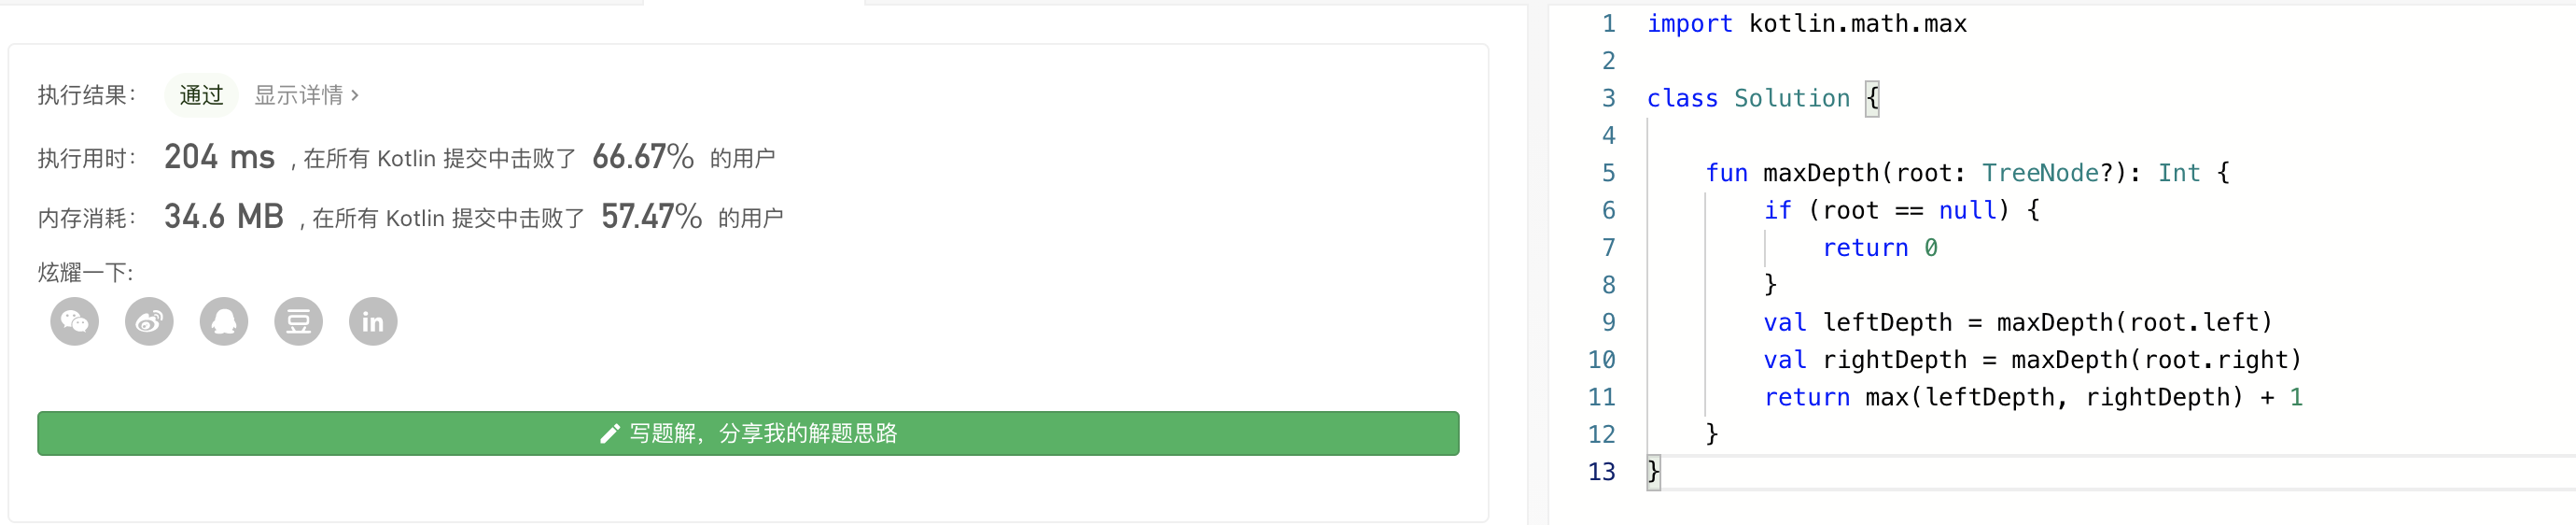 执行结果： 通过 显示详情 >
执行用时： 204 ms , 在所有 Kotlin 提交中击败了 66.67% 的用户
内存消耗： 34.6 MB , 在所有 Kotlin 提交中击败了 57.47% 的用户
炫耀一下:
豆 in
写题解，分享我的解题思路
1 import kotlin.math.max
2
3 class Solution {
4
5     fun maxDepth(root: TreeNode?): Int {
6         if (root == null) {
7             return 0
8         }
9         val leftDepth = maxDepth(root.left)
10         val rightDepth = maxDepth(root.right)
11         return max(leftDepth, rightDepth) + 1
12     }
13 }